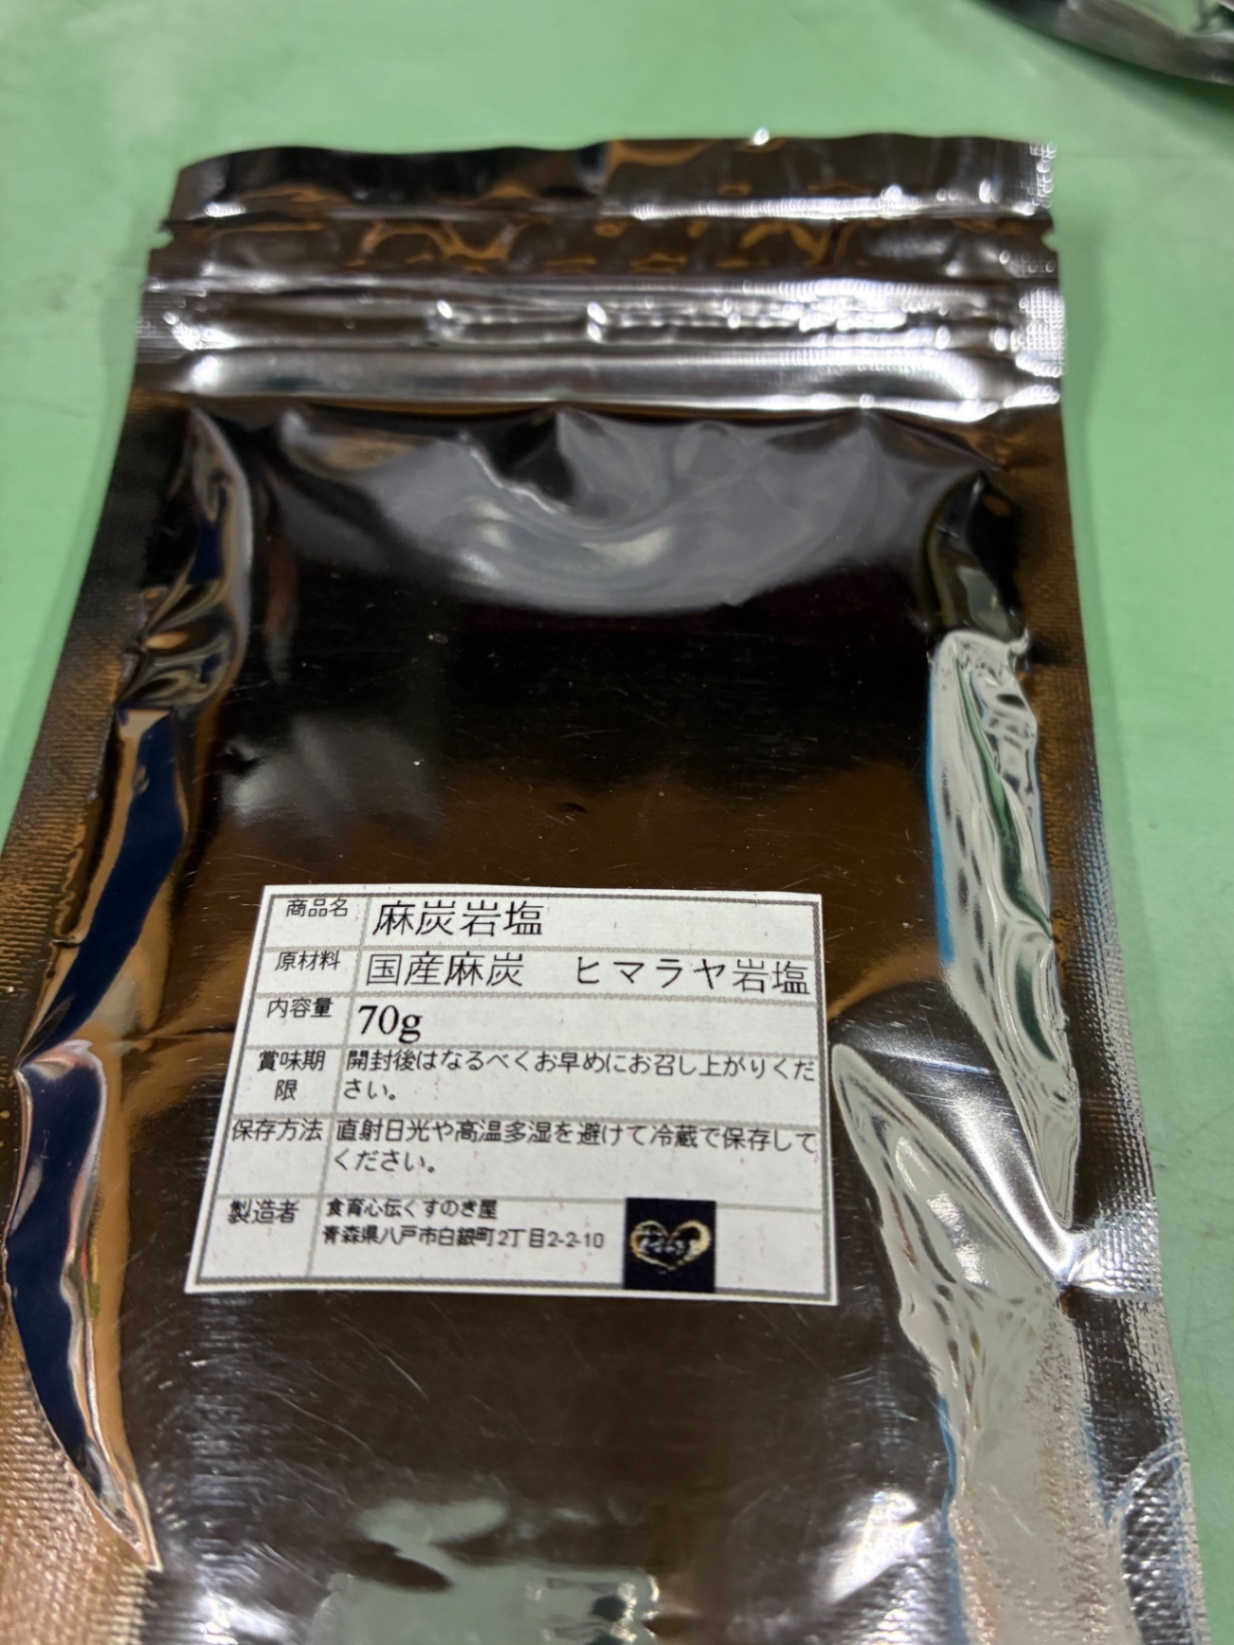 商品名 麻炭岩塩
原材料 国産麻炭 ヒマラヤ岩塩
内容量 70g
賞味期限 開封後はなるべくお早めにお召し上がりくだ
さい。
保存方法 直射日光や高温多湿を避けて冷蔵で保存して
ください。
製造者 食育心伝くすのき屋
青森県八戸市白銀町2丁目2-2-10